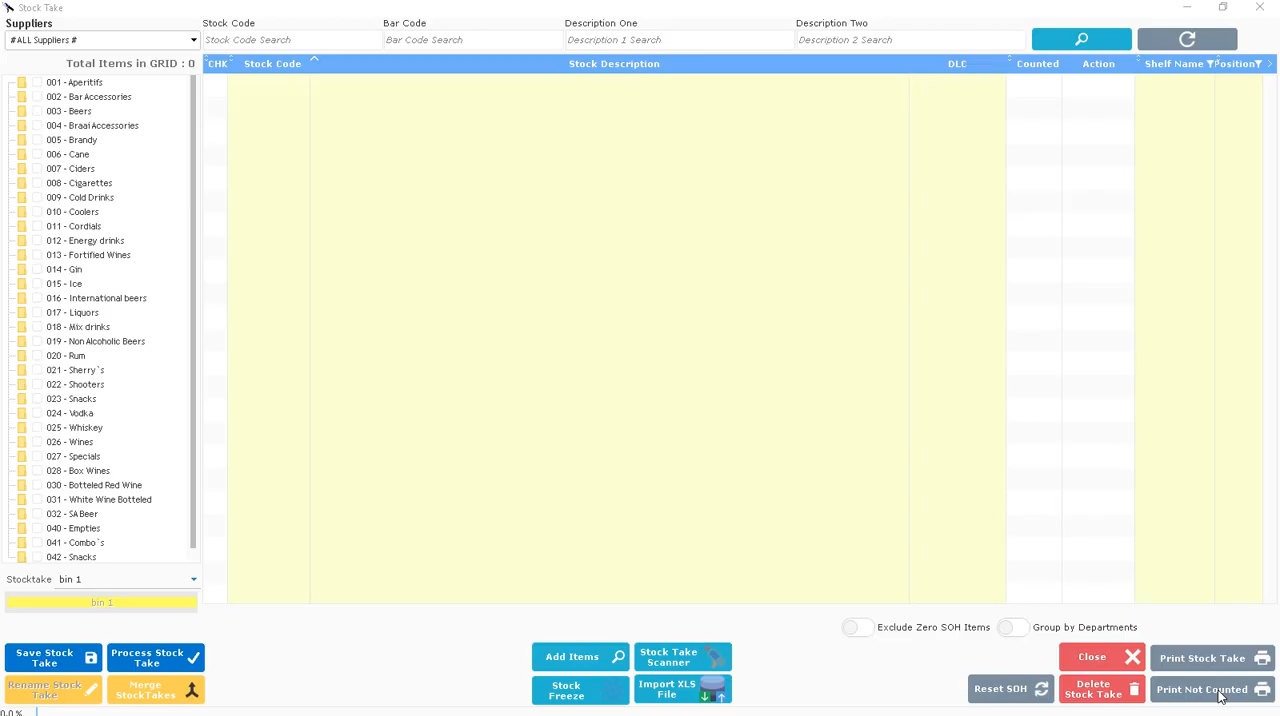 Stock Take
Suppliers
Stock Code
Bar Code
Description One
Description Two
#ALL Suppliers #
Stock Code Search
Bar Code Search
Description 1 Search
Description 2 Search
Total Items in GRID : 0
CHK Stock Code Stock Description DLC Counted Action Shelf Name Position
001 - Aperitifs
002 - Bar Accessories
003 - Beers
004 - Braai Accessories
005 - Brandy
006 - Cane
007 - Ciders
008 - Cigarettes
009 - Cold Drinks
010 - Coolers
011 - Cordials
012 - Energy drinks
013 - Fortified Wines
014 - Gin
015 - Ice
016 - International beers
017 - Liquors
018 - Mix drinks
019 - Non Alcoholic Beers
020 - Rum
021 - Sherry`s
022 - Shooters
023 - Snacks
024 - Vodka
025 - Whiskey
026 - Wines
027 - Specials
028 - Box Wines
030 - Botteled Red Wine
031 - White Wine Botteled
032 - SA Beer
040 - Empties
041 - Combo`s
042 - Snacks
Stocktake bin 1
bin 1
Exclude Zero SOH Items
Group by Departments
Save Stock
Take
Process Stock
Take
Rename Stock
Take
Merge
StockTakes
Add Items
Stock Take
Scanner
Stock
Freeze
Import XLS
File
Close
Print Stock Take
Reset SOH
Delete
Stock Take
Print Not Counted
0.0 %